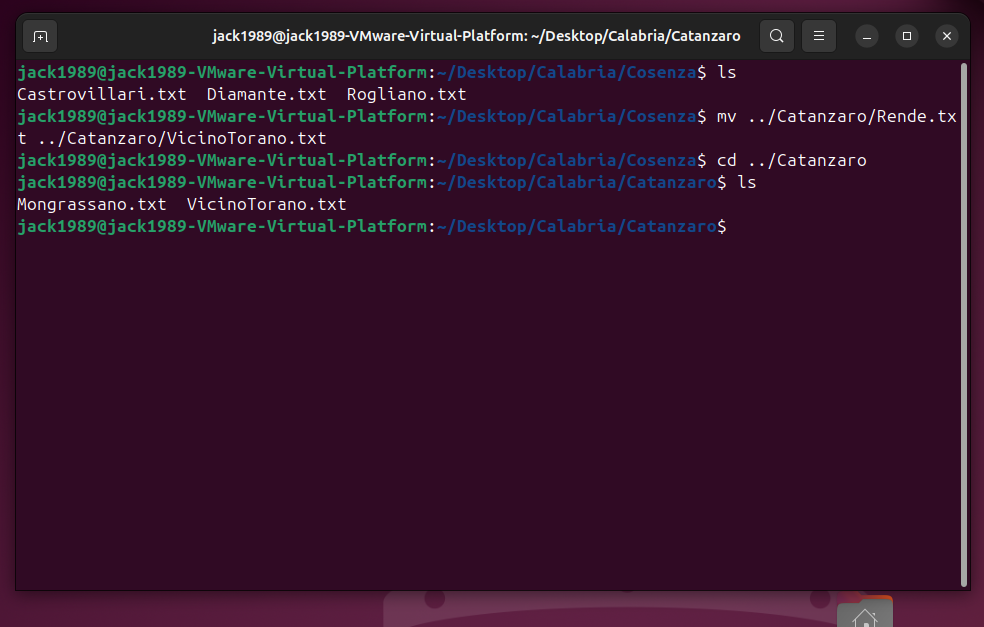 jack1989@jack1989-VMware-Virtual-Platform: ~/Desktop/Calabria/Catanzaro
jack1989@jack1989-VMware-Virtual-Platform:~/Desktop/Calabria/Cosenza$ ls
Castrovillari.txt  Diamante.txt  Rogliano.txt
jack1989@jack1989-VMware-Virtual-Platform:~/Desktop/Calabria/Cosenza$ mv ../Catanzaro/Rende.tx
t ../Catanzaro/VicinoTorano.txt
jack1989@jack1989-VMware-Virtual-Platform:~/Desktop/Calabria/Cosenza$ cd ../Catanzaro
jack1989@jack1989-VMware-Virtual-Platform:~/Desktop/Calabria/Catanzaro$ ls
Mongrassano.txt  VicinoTorano.txt
jack1989@jack1989-VMware-Virtual-Platform:~/Desktop/Calabria/Catanzaro$